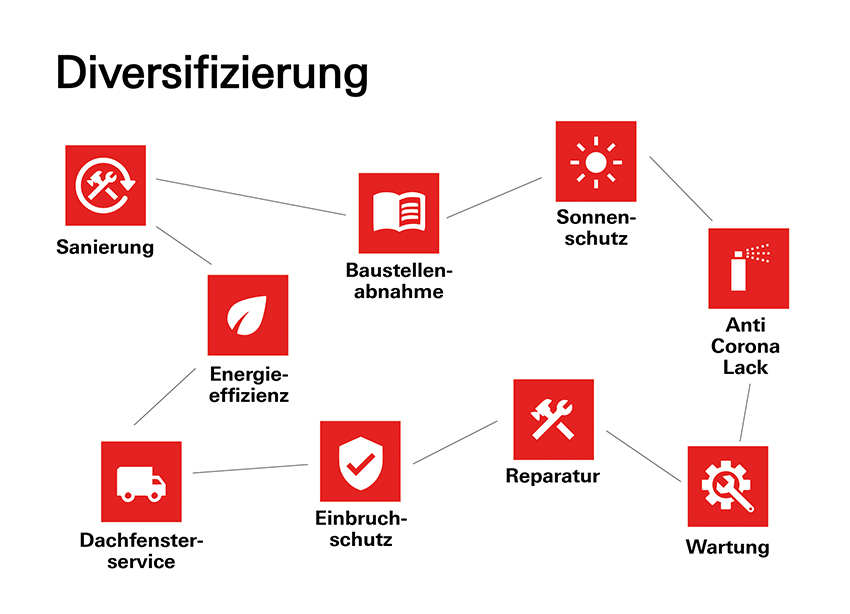 Diversifizierung
Sanierung
Baustellen-
abnahme
Sonnen-
schutz
Anti
Corona
Lack
Energie-
effizienz
Dachfenster-
service
Einbruch-
schutz
Reparatur
Wartung